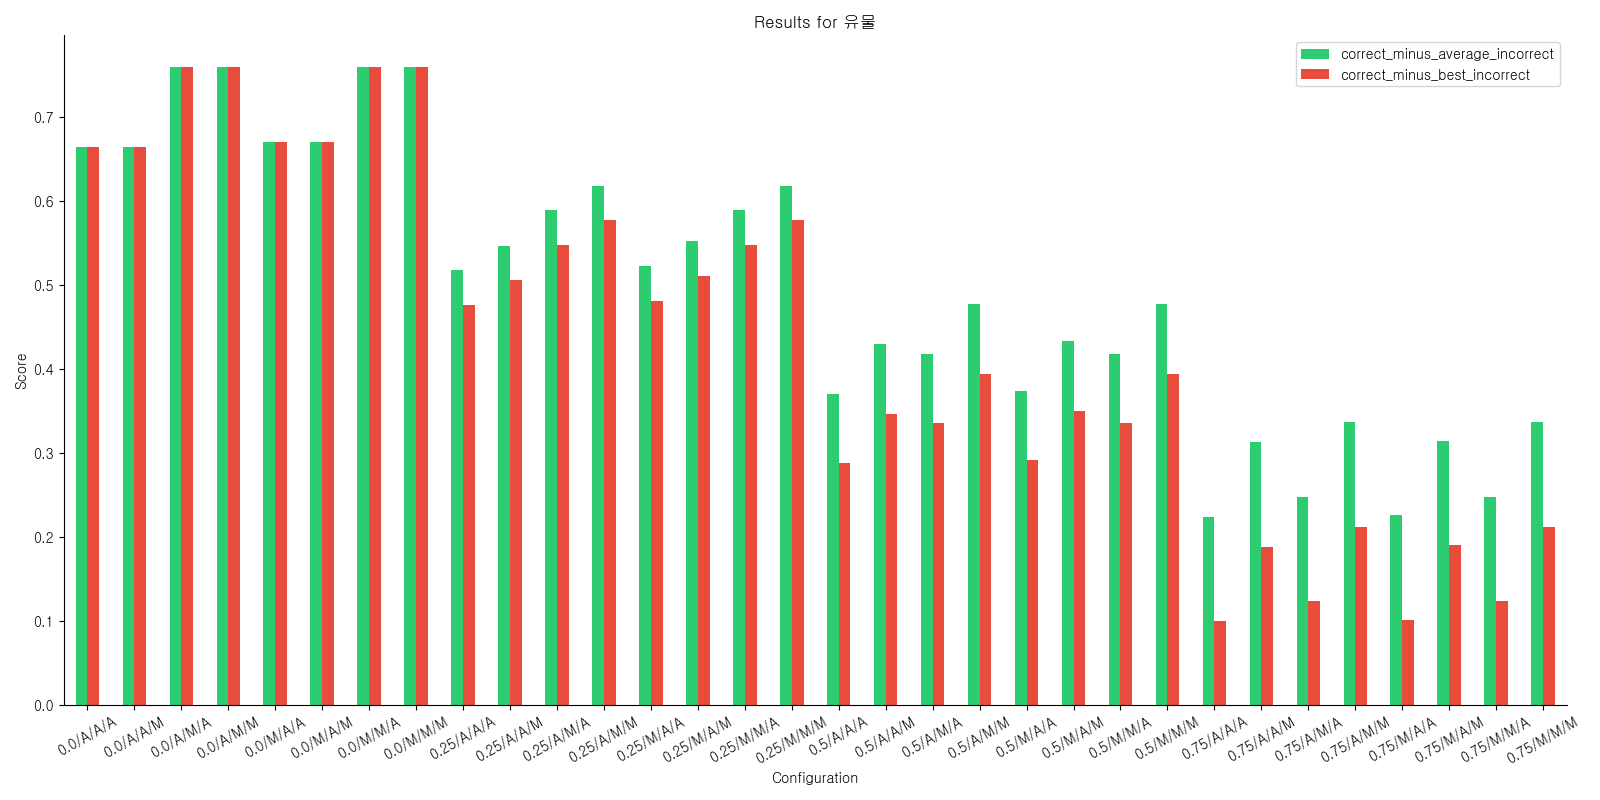 Results for 유물
correct_minus_average_incorrect
correct_minus_best_incorrect
Score
0.7
0.6
0.5
0.4
0.3
0.2
0.1
0.0
0.0/A/A/A
0.0/A/A/M
0.0/A/M/A
0.0/A/M/M
0.0/M/A/A
0.0/M/A/M
0.0/M/M/A
0.0/M/M/M
0.25/A/A/A
0.25/A/A/M
0.25/A/M/A
0.25/A/M/M
0.25/M/A/A
0.25/M/A/M
0.25/M/M/A
0.25/M/M/M
0.5/A/A/A
0.5/A/A/M
0.5/A/M/A
0.5/A/M/M
0.5/M/A/A
0.5/M/A/M
0.5/M/M/A
0.5/M/M/M
0.75/A/A/A
0.75/A/A/M
0.75/A/M/A
0.75/A/M/M
0.75/M/A/A
0.75/M/A/M
0.75/M/M/A
0.75/M/M/M
Configuration